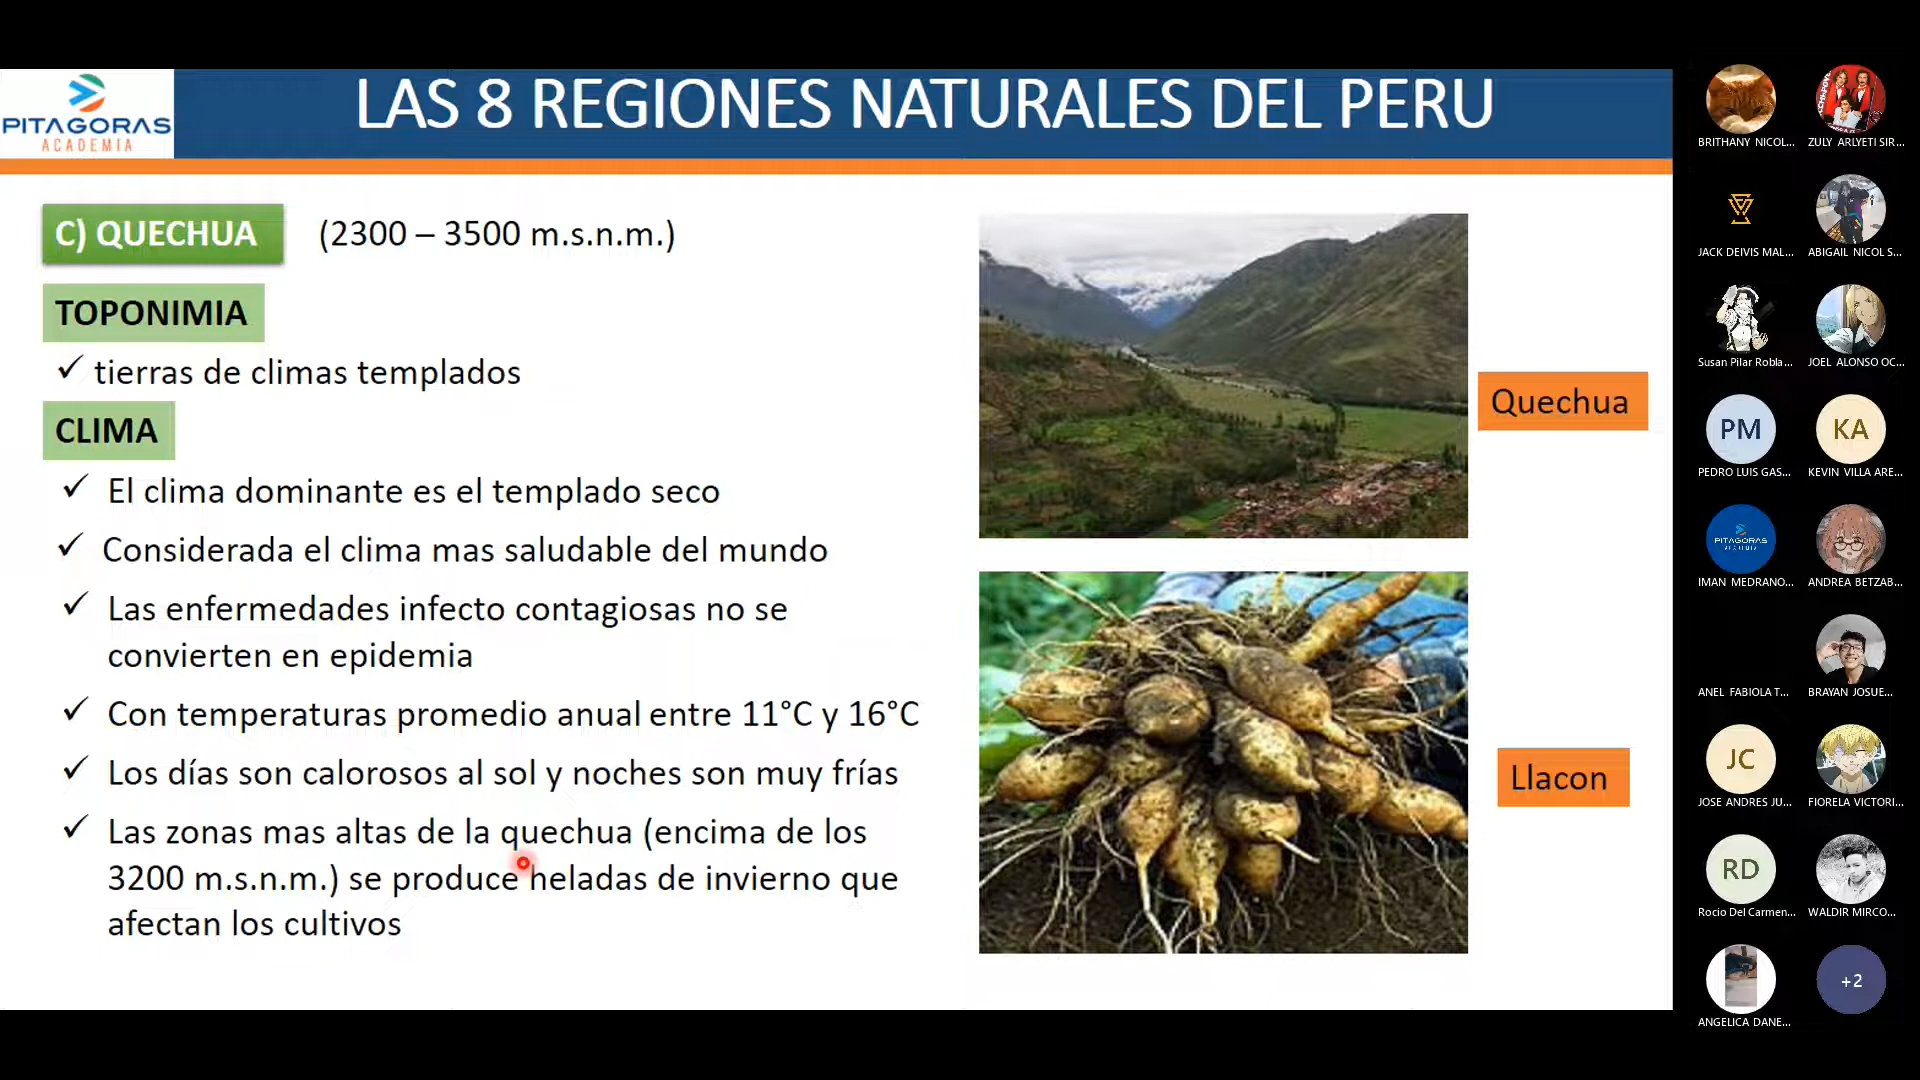 PITAGORAS
ACADEMIA
LAS 8 REGIONES NATURALES DEL PERU
C) QUECHUA (2300 – 3500 m.s.n.m.)
TOPONIMIA
✓ tierras de climas templados
CLIMA
✓ El clima dominante es el templado seco
✓ Considerada el clima mas saludable del mundo
✓ Las enfermedades infecto contagiosas no se
convierten en epidemia
✓ Con temperaturas promedio anual entre 11°C y 16°C
✓ Los días son calorosos al sol y noches son muy frías
✓ Las zonas mas altas de la quechua (encima de los
3200 m.s.n.m.) se produce heladas de invierno que
afectan los cultivos
Quechua
Llacon
BRITHANY NICOL...
ZULY ARLYETI SIR...
JACK DEIVIS MAL...
ABIGAIL NICOL S...
Susan Pilar Robla...
JOEL ALONSO OC...
PM
KA
PEDRO LUIS GAS...
KEVIN VILLA ARE...
PITAGORAS
ACADEMIA
IMAN MEDRANO...
ANDREA BETZAB...
ANEL FABIOLA T...
BRAYAN JOSUE...
JC
JOSE ANDRES JU...
FIORELA VICTORI...
RD
Rocio Del Carmen...
WALDIR MIRCO...
+2
ANGELICA DANE...